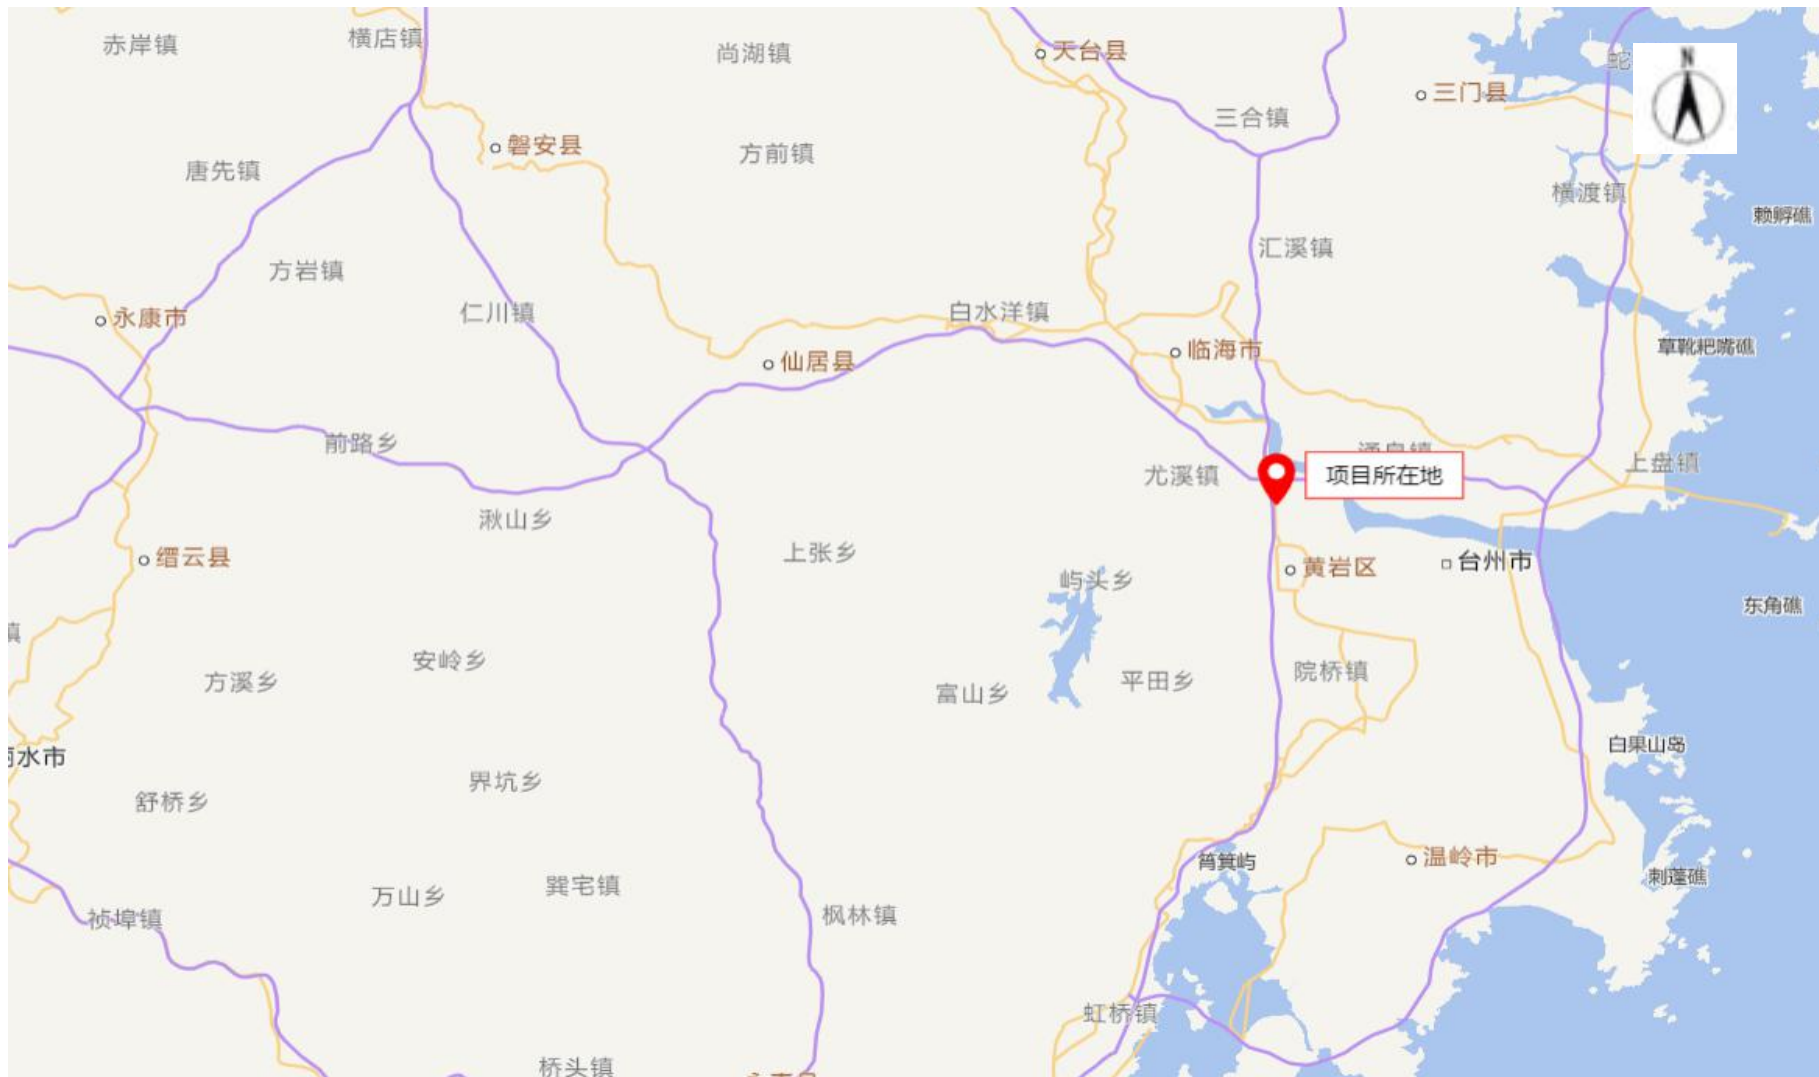 赤岸镇
横店镇
尚湖镇
天台县
三门县
N
三合镇
磐安县
方前镇
唐先镇
横渡镇
赖孵礁
汇溪镇
方岩镇
永康市
仁川镇
白水洋镇
草靴耙嘴礁
临海市
仙居县
前路乡
上盘镇
尤溪镇
项目所在地
湫山乡
上张乡
缙云县
台州市
黄岩区
屿头乡
东角礁
镇
安岭乡
方溪乡
平田乡
院桥镇
富山乡
白果山岛
水市
界坑乡
舒桥乡
温岭市
筲箕屿
刺蓬礁
巽宅镇
万山乡
枫林镇
祯埠镇
虹桥镇
桥头镇